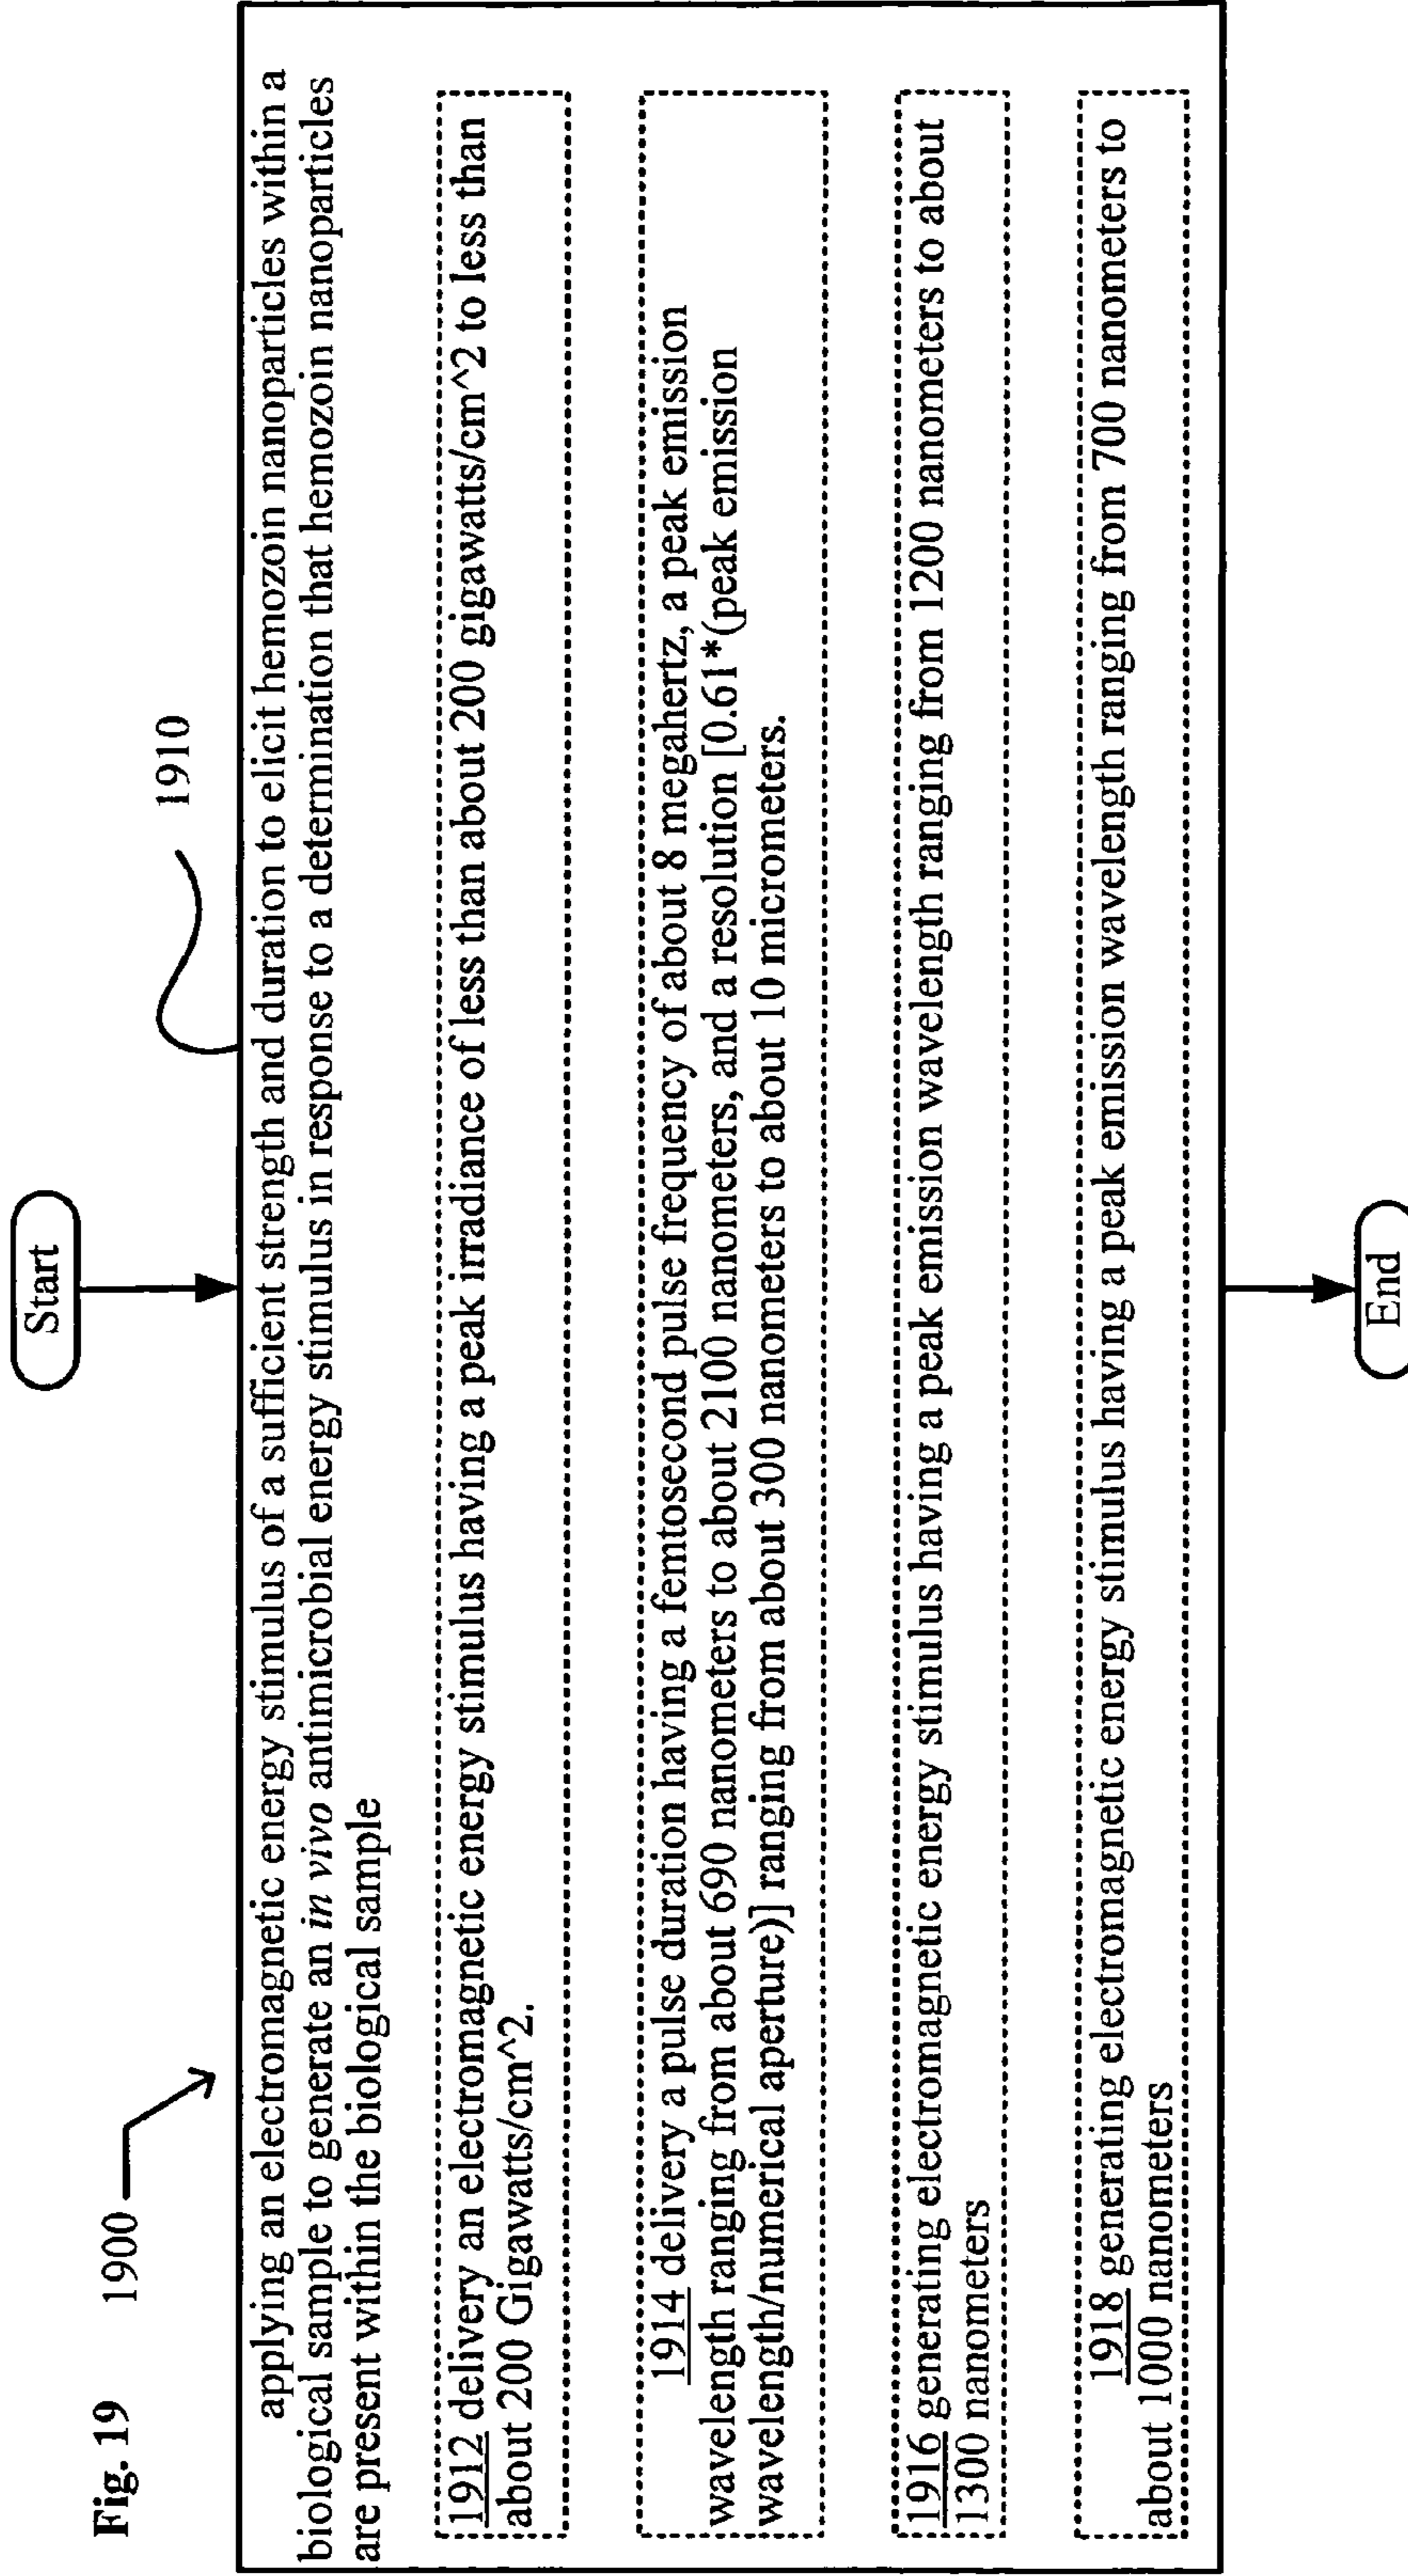 Fig. 19
1900
Start
1910
applying an electromagnetic energy stimulus of a sufficient strength and duration to elicit hemozoin nanoparticles within a
biological sample to generate an in vivo antimicrobial energy stimulus in response to a determination that hemozoin nanoparticles
are present within the biological sample
1912 delivery an electromagnetic energy stimulus having a peak irradiance of less than about 200 gigawatts/cm^2 to less than
about 200 Gigawatts/cm^2.
1914 delivery a pulse duration having a femtosecond pulse frequency of about 8 megahertz, a peak emission
wavelength ranging from about 690 nanometers to about 2100 nanometers, and a resolution [0.61*(peak emission
wavelength/numerical aperture)] ranging from about 300 nanometers to about 10 micrometers.
1916 generating electromagnetic energy stimulus having a peak emission wavelength ranging from 1200 nanometers to about
1300 nanometers
1918 generating electromagnetic energy stimulus having a peak emission wavelength ranging from 700 nanometers to
about 1000 nanometers
End